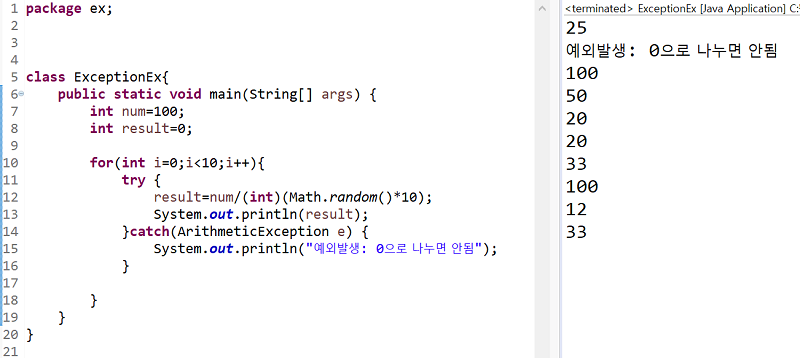 1 package ex;
2
3
4
5 class ExceptionEx{
6 public static void main(String[] args) {
7 int num=100;
8 int result=0;
9
10 for(int i=0;i<10;i++){
11 try {
12 result=num/(int)(Math.random()*10);
13 System.out.println(result);
14 }catch(ArithmeticException e) {
15 System.out.println("예외발생: 0으로 나누면 안됨");
16 }
17
18 }
19 }
20 }
21
<terminated> ExceptionEx [Java Application] C:
25
예외발생: 0으로 나누면 안됨
100
50
20
20
33
100
12
33